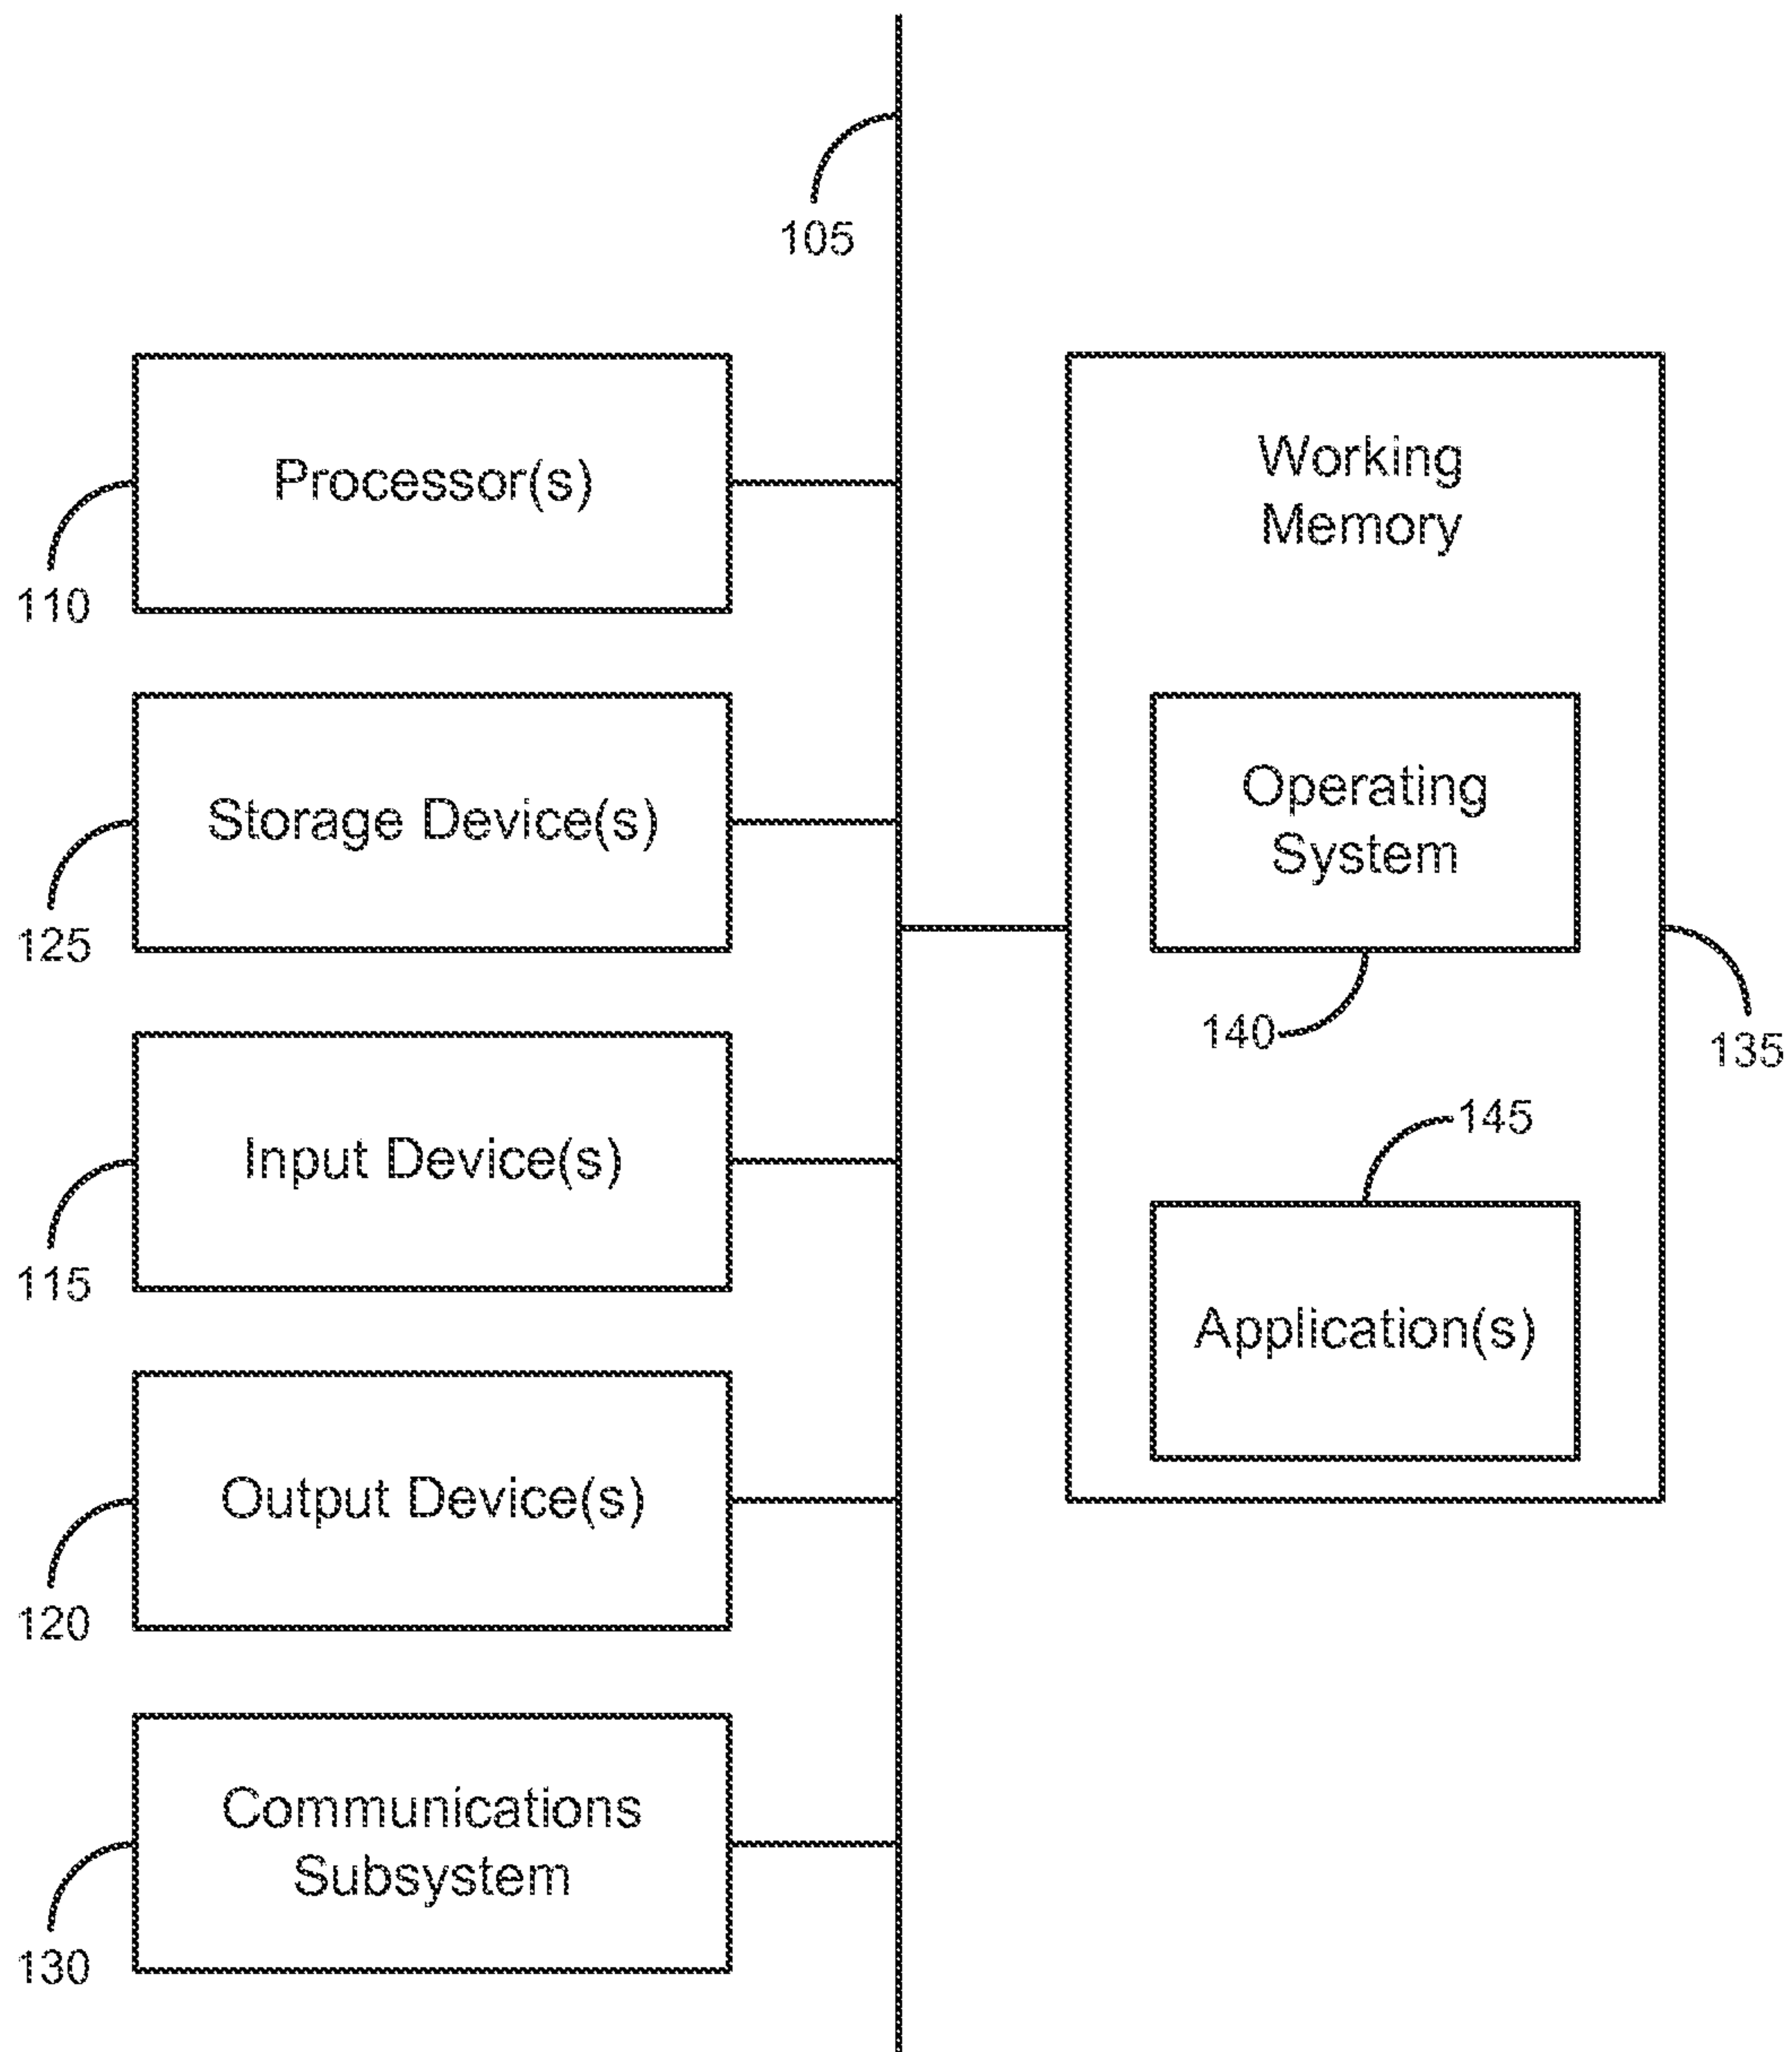 105
Processor(s)
110
Storage Device(s)
125
Input Device(s)
115
Output Device(s)
120
Communications
Subsystem
130
Working
Memory
Operating
System
140
135
145
Application(s)